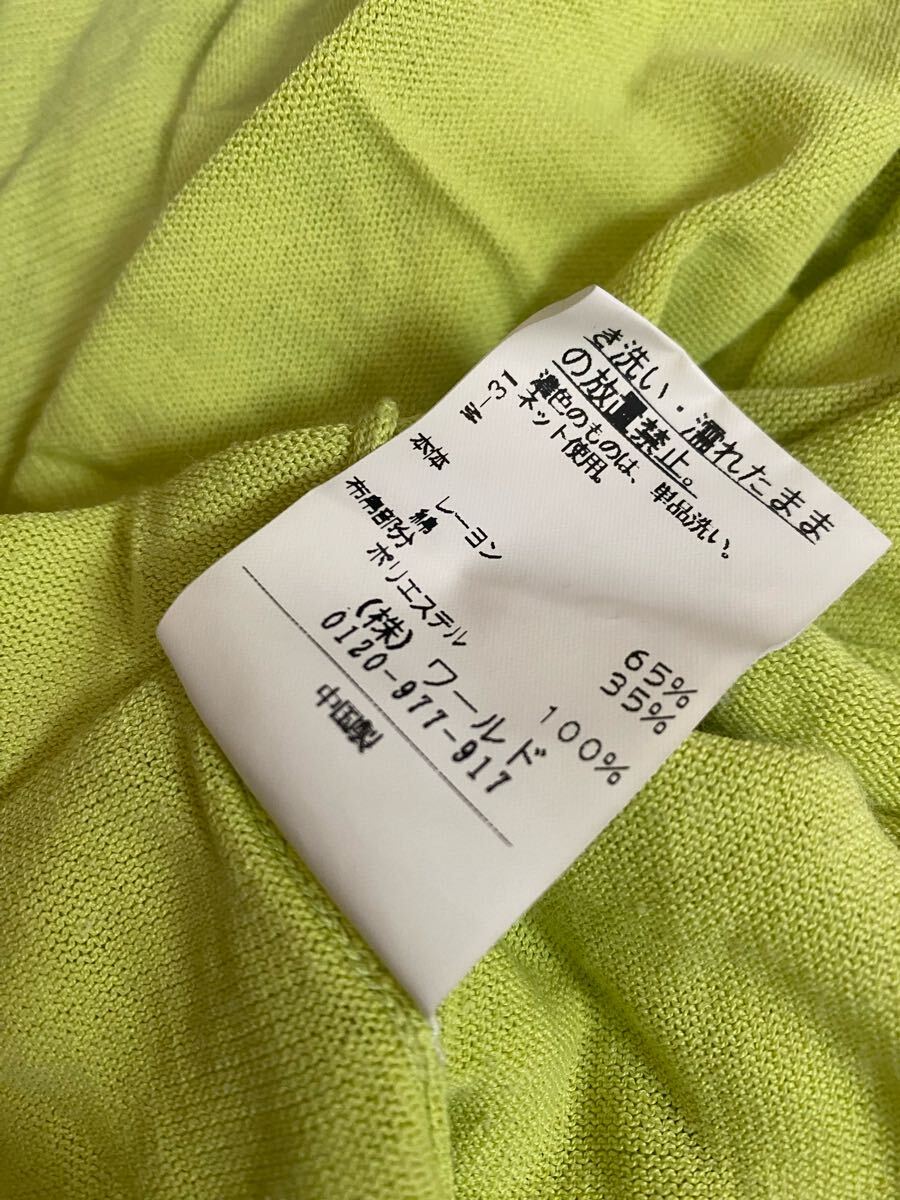 き洗い・濡れたまま
の放置禁止。
濃色のものは、単品洗い。
ネット使用。
W-31
本体 レーヨン 65%
綿 35%
布帛部分
ポリエステル 100%
(株)ワールド
0120-977-917
中国製